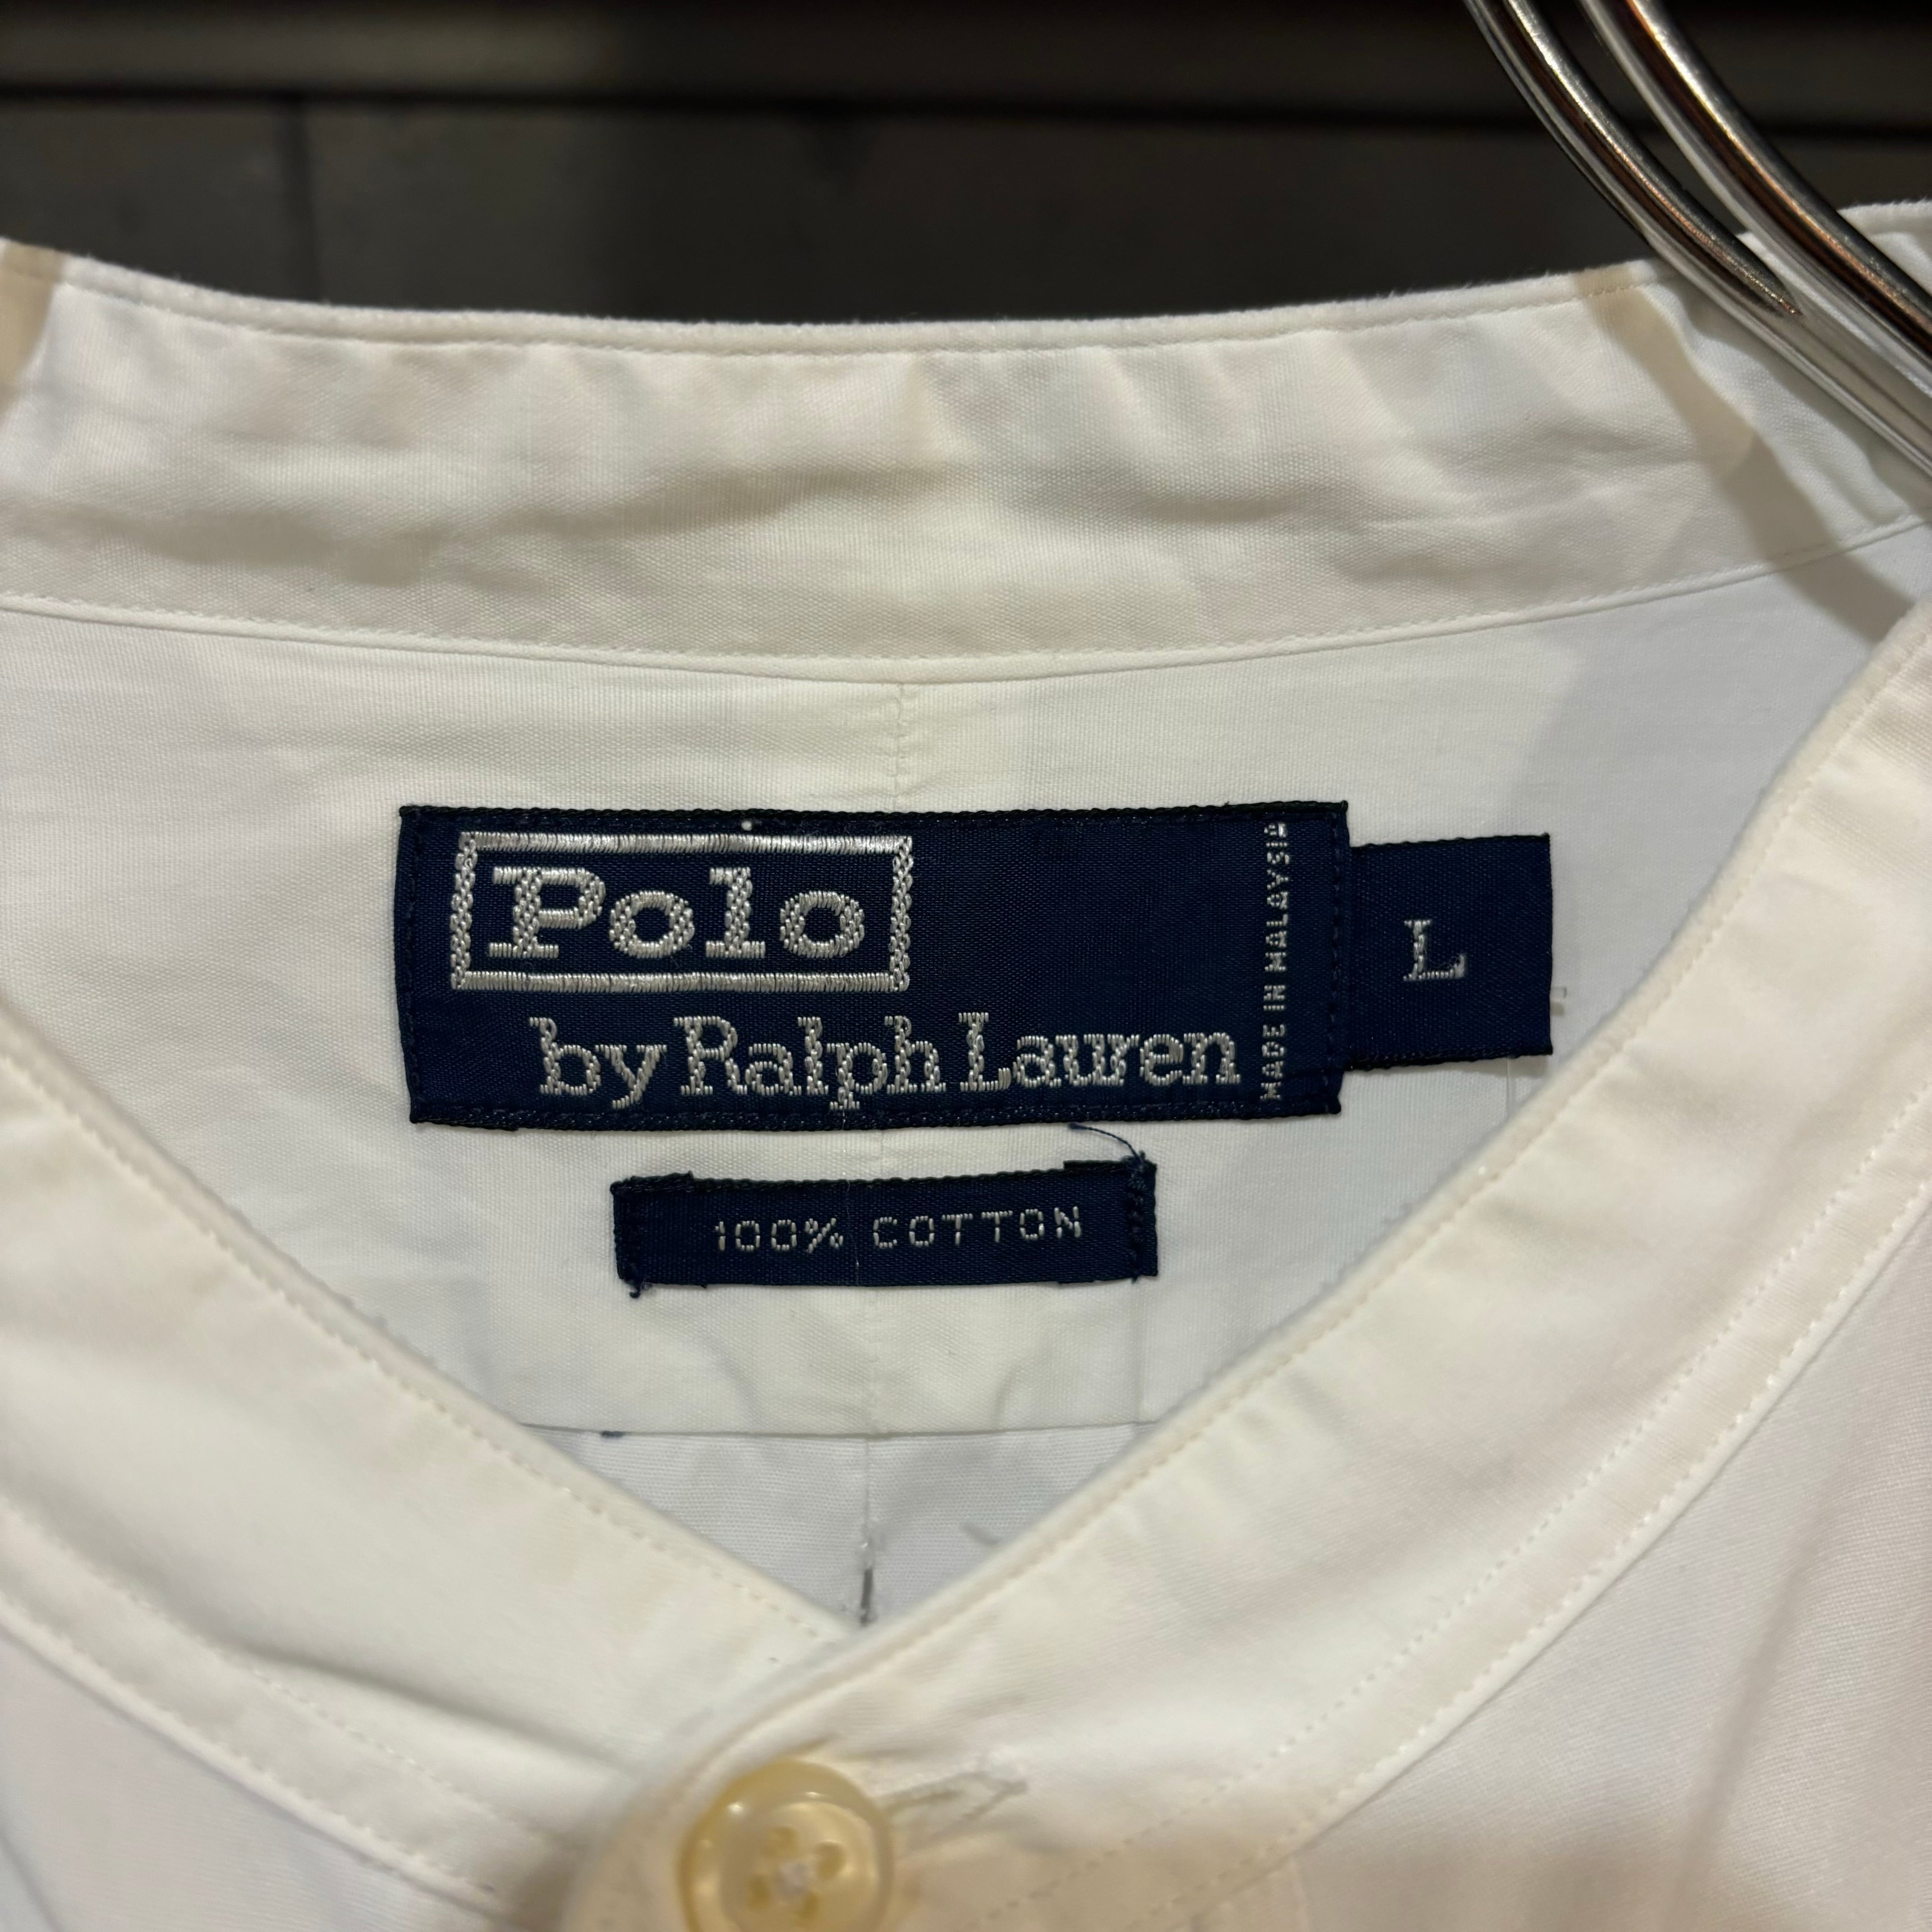 Polo
by Ralph Lauren
MADE IN MALAYSIA
L
100% COTTON